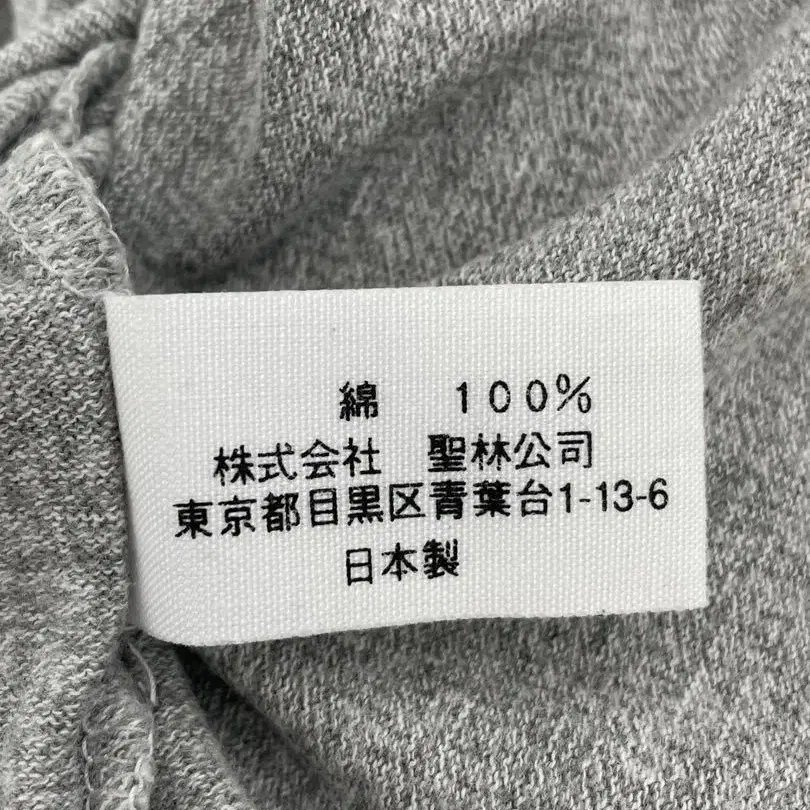 綿　１００％
株式会社　聖林公司
東京都目黒区青葉台1-13-6
日本製